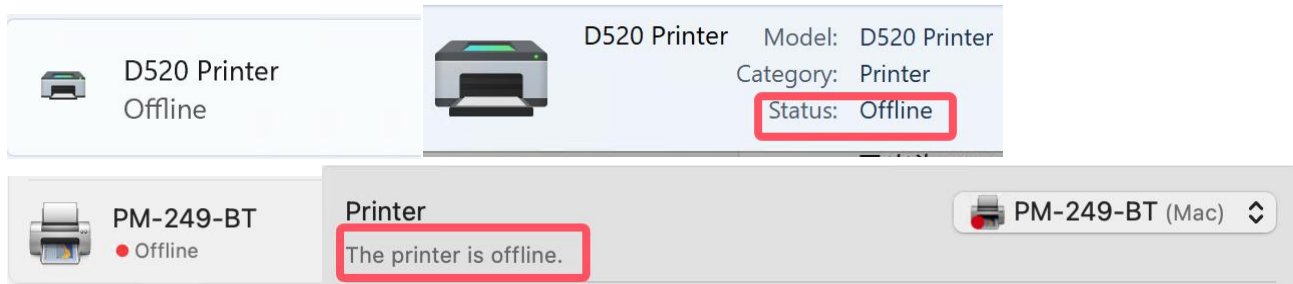 D520 Printer
Offline
D520 Printer
Model: D520 Printer
Category: Printer
Status: Offline
PM-249-BT
Offline
Printer
The printer is offline.
PM-249-BT (Mac)